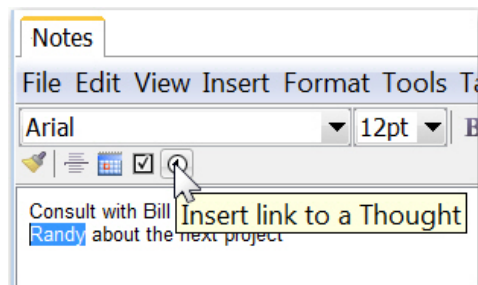 Notes
File Edit View Insert Format Tools
Arial 12pt B
Insert link to a Thought
Consult with Bill
Randy about the next project